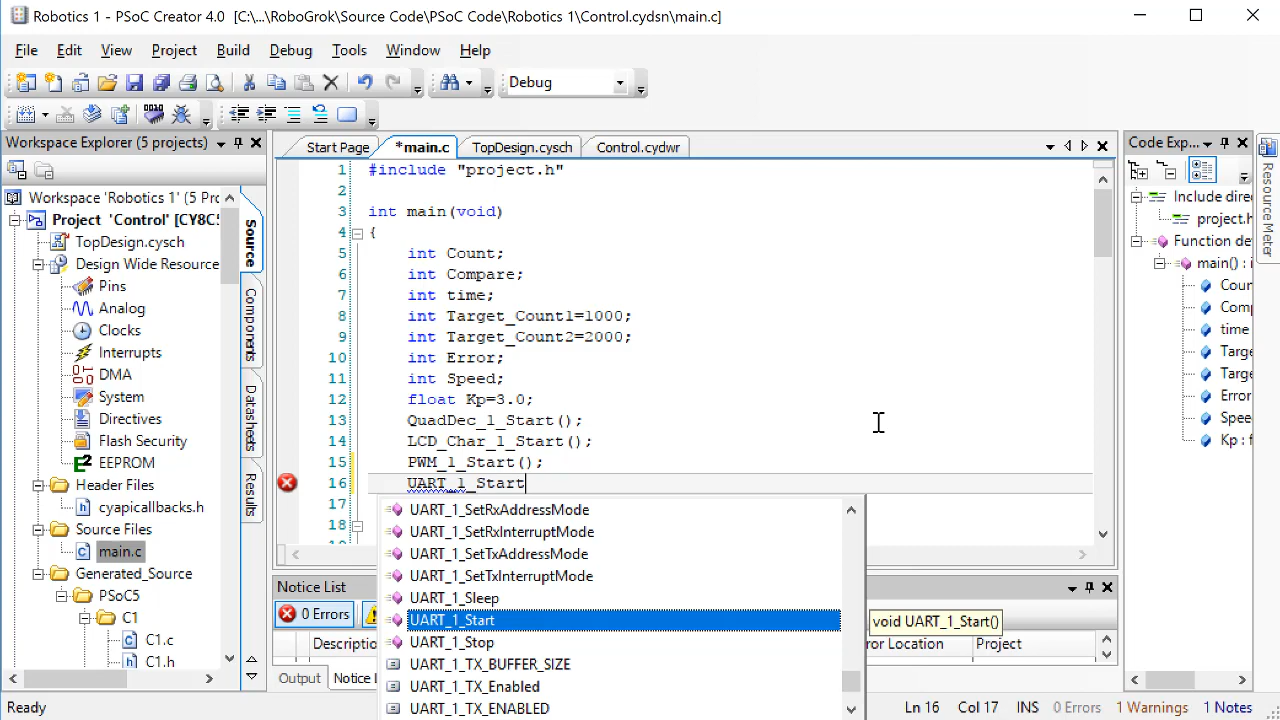 Robotics 1 - PSoC Creator 4.0 [C:\...\RoboGrok\Source Code\PSoC Code\Robotics 1\Control.cydsn\main.c]
File Edit View Project Build Debug Tools Window Help
Debug
Workspace Explorer (5 projects)
Workspace 'Robotics 1' (5 Pro
Project 'Control' [CY8C5
TopDesign.cysch
Design Wide Resource
Pins
Analog
Clocks
Interrupts
DMA
System
Directives
Flash Security
EEPROM
Header Files
cyapicallbacks.h
Source Files
main.c
Generated_Source
PSoC5
C1
C1.c
C1.h
Source
Components
Datasheets
Results
Start Page *main.c TopDesign.cysch Control.cydwr
1 #include "project.h"
2
3 int main(void)
4 {
5 int Count;
6 int Compare;
7 int time;
8 int Target_Count1=1000;
9 int Target_Count2=2000;
10 int Error;
11 int Speed;
12 float Kp=3.0;
13 QuadDec_1_Start();
14 LCD_Char_1_Start();
15 PWM_1_Start();
16 UART_1_Start
17
18
UART_1_SetRxAddressMode
UART_1_SetRxInterruptMode
UART_1_SetTxAddressMode
UART_1_SetTxInterruptMode
UART_1_Sleep
UART_1_Start
UART_1_Stop
UART_1_TX_BUFFER_SIZE
UART_1_TX_Enabled
UART_1_TX_ENABLED
void UART_1_Start()
Notice List
0 Errors
Descriptio
ror Location Project
Output Notice
Code Exp...
Include direc
project.h
Function de
main() : i
Coun
Comp
time
Targe
Targe
Error
Spee
Kp : f
Resource Meter
Ready Ln 16 Col 17 INS 0 Errors 1 Warnings 1 Notes